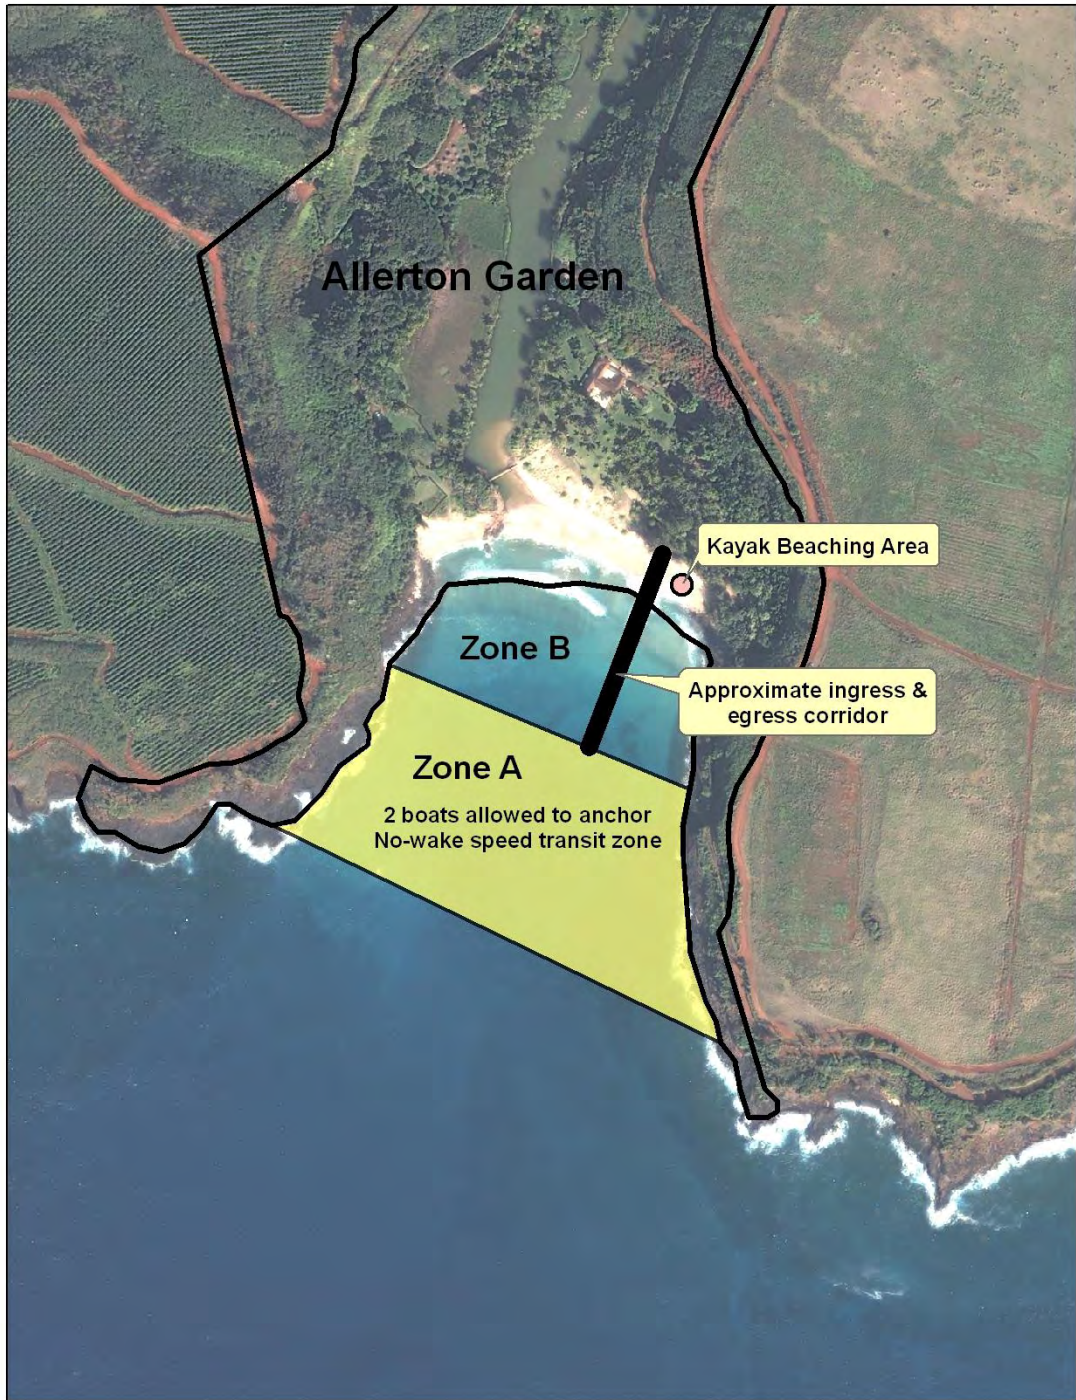 Allerton Garden
Kayak Beaching Area
Zone B
Approximate ingress &
egress corridor
Zone A
2 boats allowed to anchor
No-wake speed transit zone